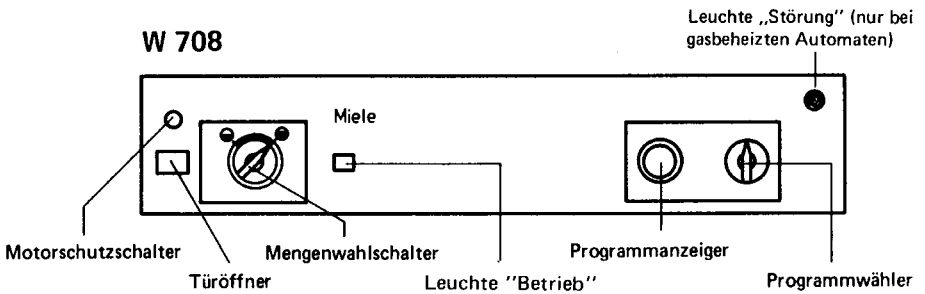 Leuchte „Störung" (nur bei
gasbeheizten Automaten)
W 708
Miele
Motorschutzschalter
Mengenwahlschalter
Programmanzeiger
Türöffner
Leuchte "Betrieb"
Programmwähler